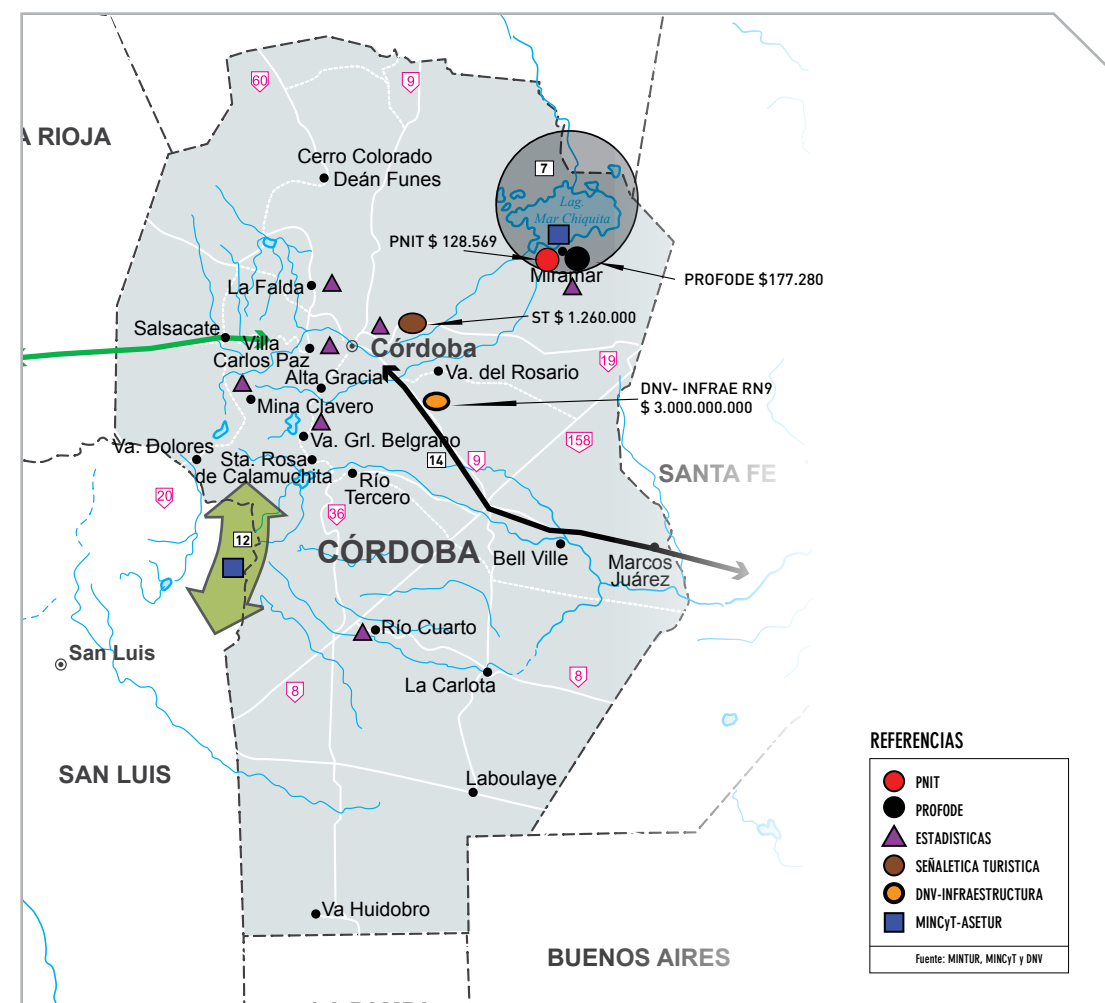 60
9
A RIOJA
Cerro Colorado
Deán Funes
7
Lag.
Mar Chiquita
PNIT $ 128.569
Miramar
PROFODE $177.280
La Falda
ST $ 1.260.000
Salsacate
Villa
Carlos Paz
Córdoba
19
Alta Gracia
Va. del Rosario
DNV- INFRAE RN9
$ 3.000.000.000
Mina Clavero
Va. Dolores
Va. Grl. Belgrano
158
14
9
Sta. Rosa
de Calamuchita
Río
Tercero
SANTA FE
20
36
12
CÓRDOBA
Bell Ville
Marcos
Juárez
Río Cuarto
San Luis
La Carlota
8
8
SAN LUIS
Laboulaye
Va Huidobro
BUENOS AIRES
REFERENCIAS
PNIT
PROFODE
ESTADISTICAS
SEÑALETICA TURISTICA
DNV-INFRAESTRUCTURA
MINCyT-ASETUR
Fuente: MINTUR, MINCyT y DNV